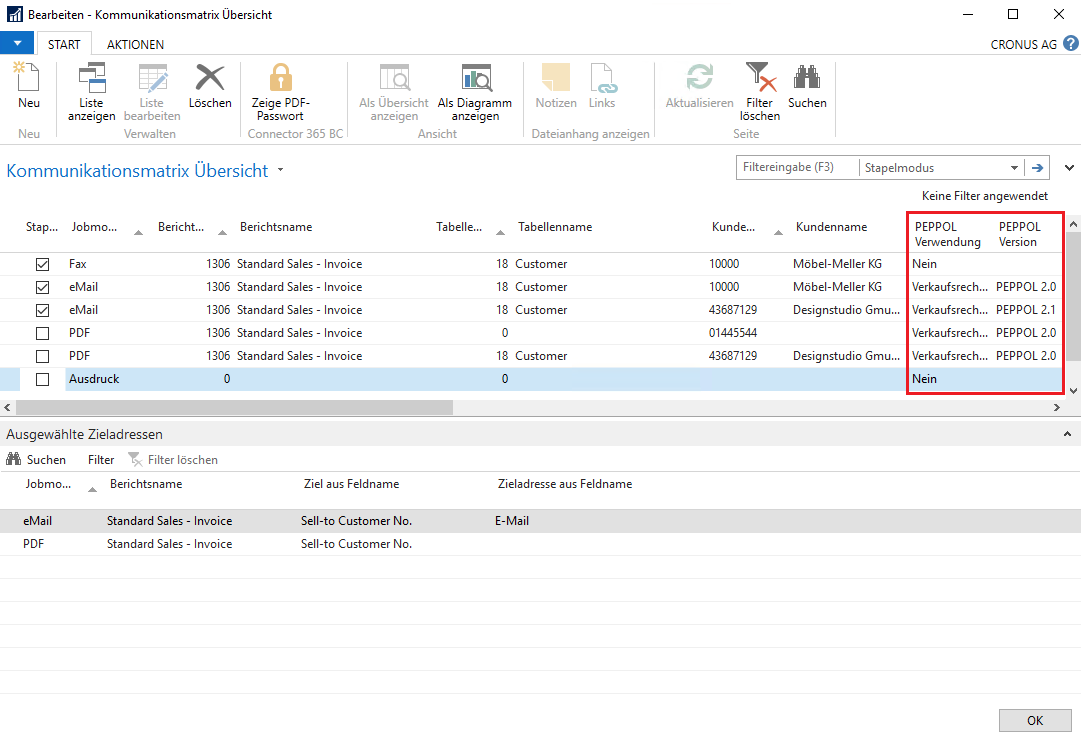 Bearbeiten - Kommunikationsmatrix Übersicht
START AKTIONEN CRONUS AG ?
Neu Liste anzeigen Liste bearbeiten Löschen Zeige PDF-Passwort Als Übersicht anzeigen Als Diagramm anzeigen Notizen Links Aktualisieren Filter löschen Suchen
Neu Verwalten Connector 365 BC Ansicht Dateianhang anzeigen Seite
Kommunikationsmatrix Übersicht Filtereingabe (F3) Stapelmodus
Keine Filter angewendet
Stap... Jobmo... Bericht... Berichtsname Tabelle... Tabellenname Kunde... Kundenname PEPPOL Verwendung PEPPOL Version
Fax 1306 Standard Sales - Invoice 18 Customer 10000 Möbel-Meller KG Nein
eMail 1306 Standard Sales - Invoice 18 Customer 10000 Möbel-Meller KG Verkaufsrech... PEPPOL 2.0
eMail 1306 Standard Sales - Invoice 18 Customer 43687129 Designstudio Gmu... Verkaufsrech... PEPPOL 2.1
PDF 1306 Standard Sales - Invoice 0 01445544 Verkaufsrech... PEPPOL 2.0
PDF 1306 Standard Sales - Invoice 18 Customer 43687129 Designstudio Gmu... Verkaufsrech... PEPPOL 2.0
Ausdruck 0 0 Nein
Ausgewählte Zieladressen
Suchen Filter Filter löschen
Jobmo... Berichtsname Ziel aus Feldname Zieladresse aus Feldname
eMail Standard Sales - Invoice Sell-to Customer No. E-Mail
PDF Standard Sales - Invoice Sell-to Customer No.
OK